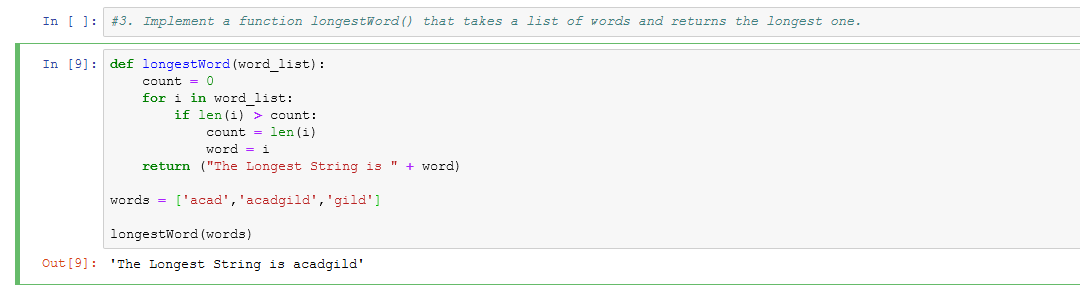 In [ ]: #3. Implement a function longestWord() that takes a list of words and returns the longest one.
In [9]: def longestWord(word_list):
    count = 0
    for i in word_list:
        if len(i) > count:
            count = len(i)
            word = i
    return ("The Longest String is " + word)
words = ['acad','acadgild','gild']
longestWord(words)
Out[9]: 'The Longest String is acadgild'